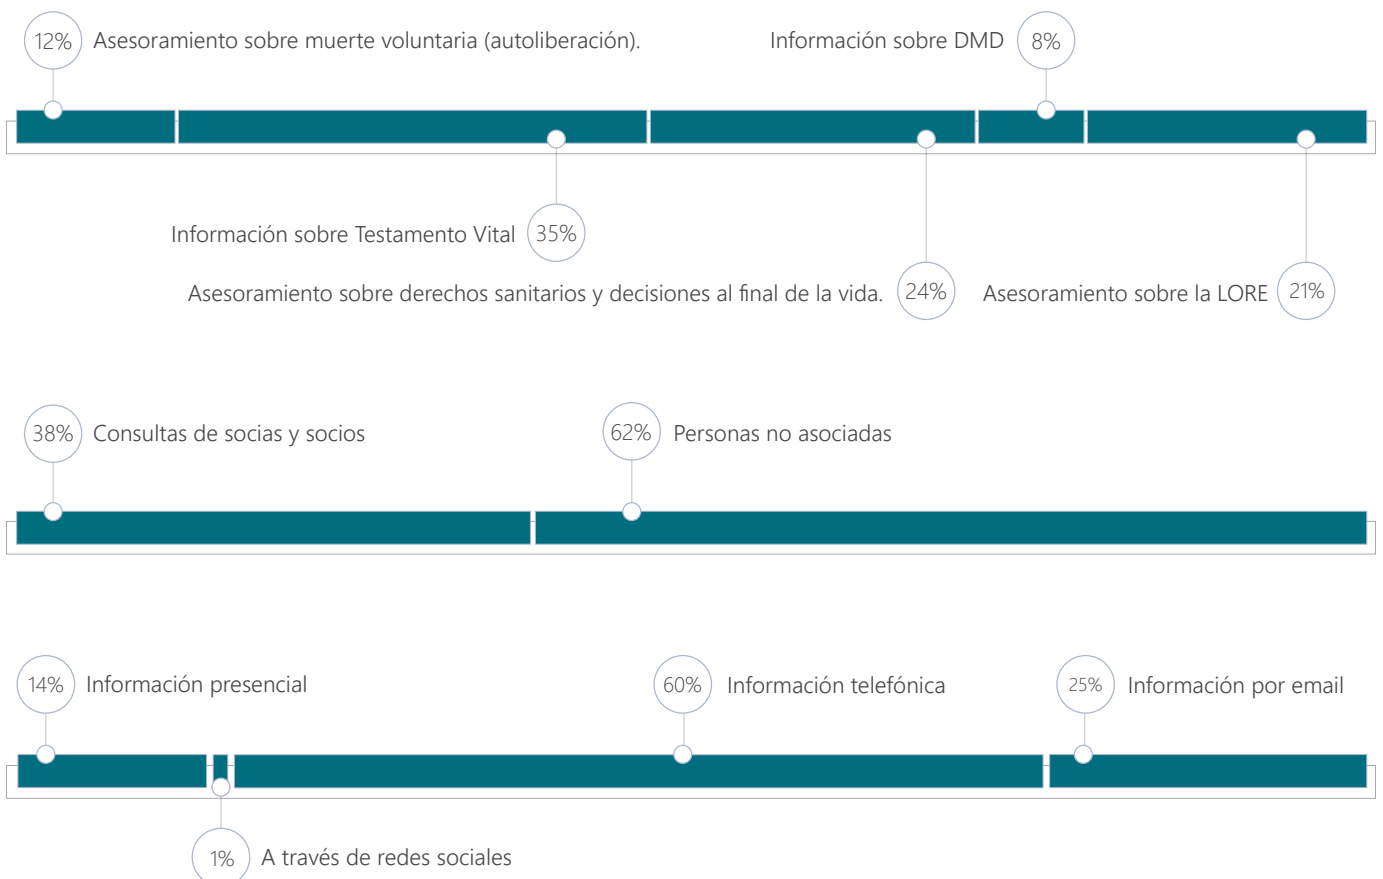 12% Asesoramiento sobre muerte voluntaria (autoliberación).
Información sobre DMD 8%
Información sobre Testamento Vital 35%
Asesoramiento sobre derechos sanitarios y decisiones al final de la vida. 24%
Asesoramiento sobre la LORE 21%
38% Consultas de socias y socios
62% Personas no asociadas
14% Información presencial
60% Información telefónica
25% Información por email
1% A través de redes sociales